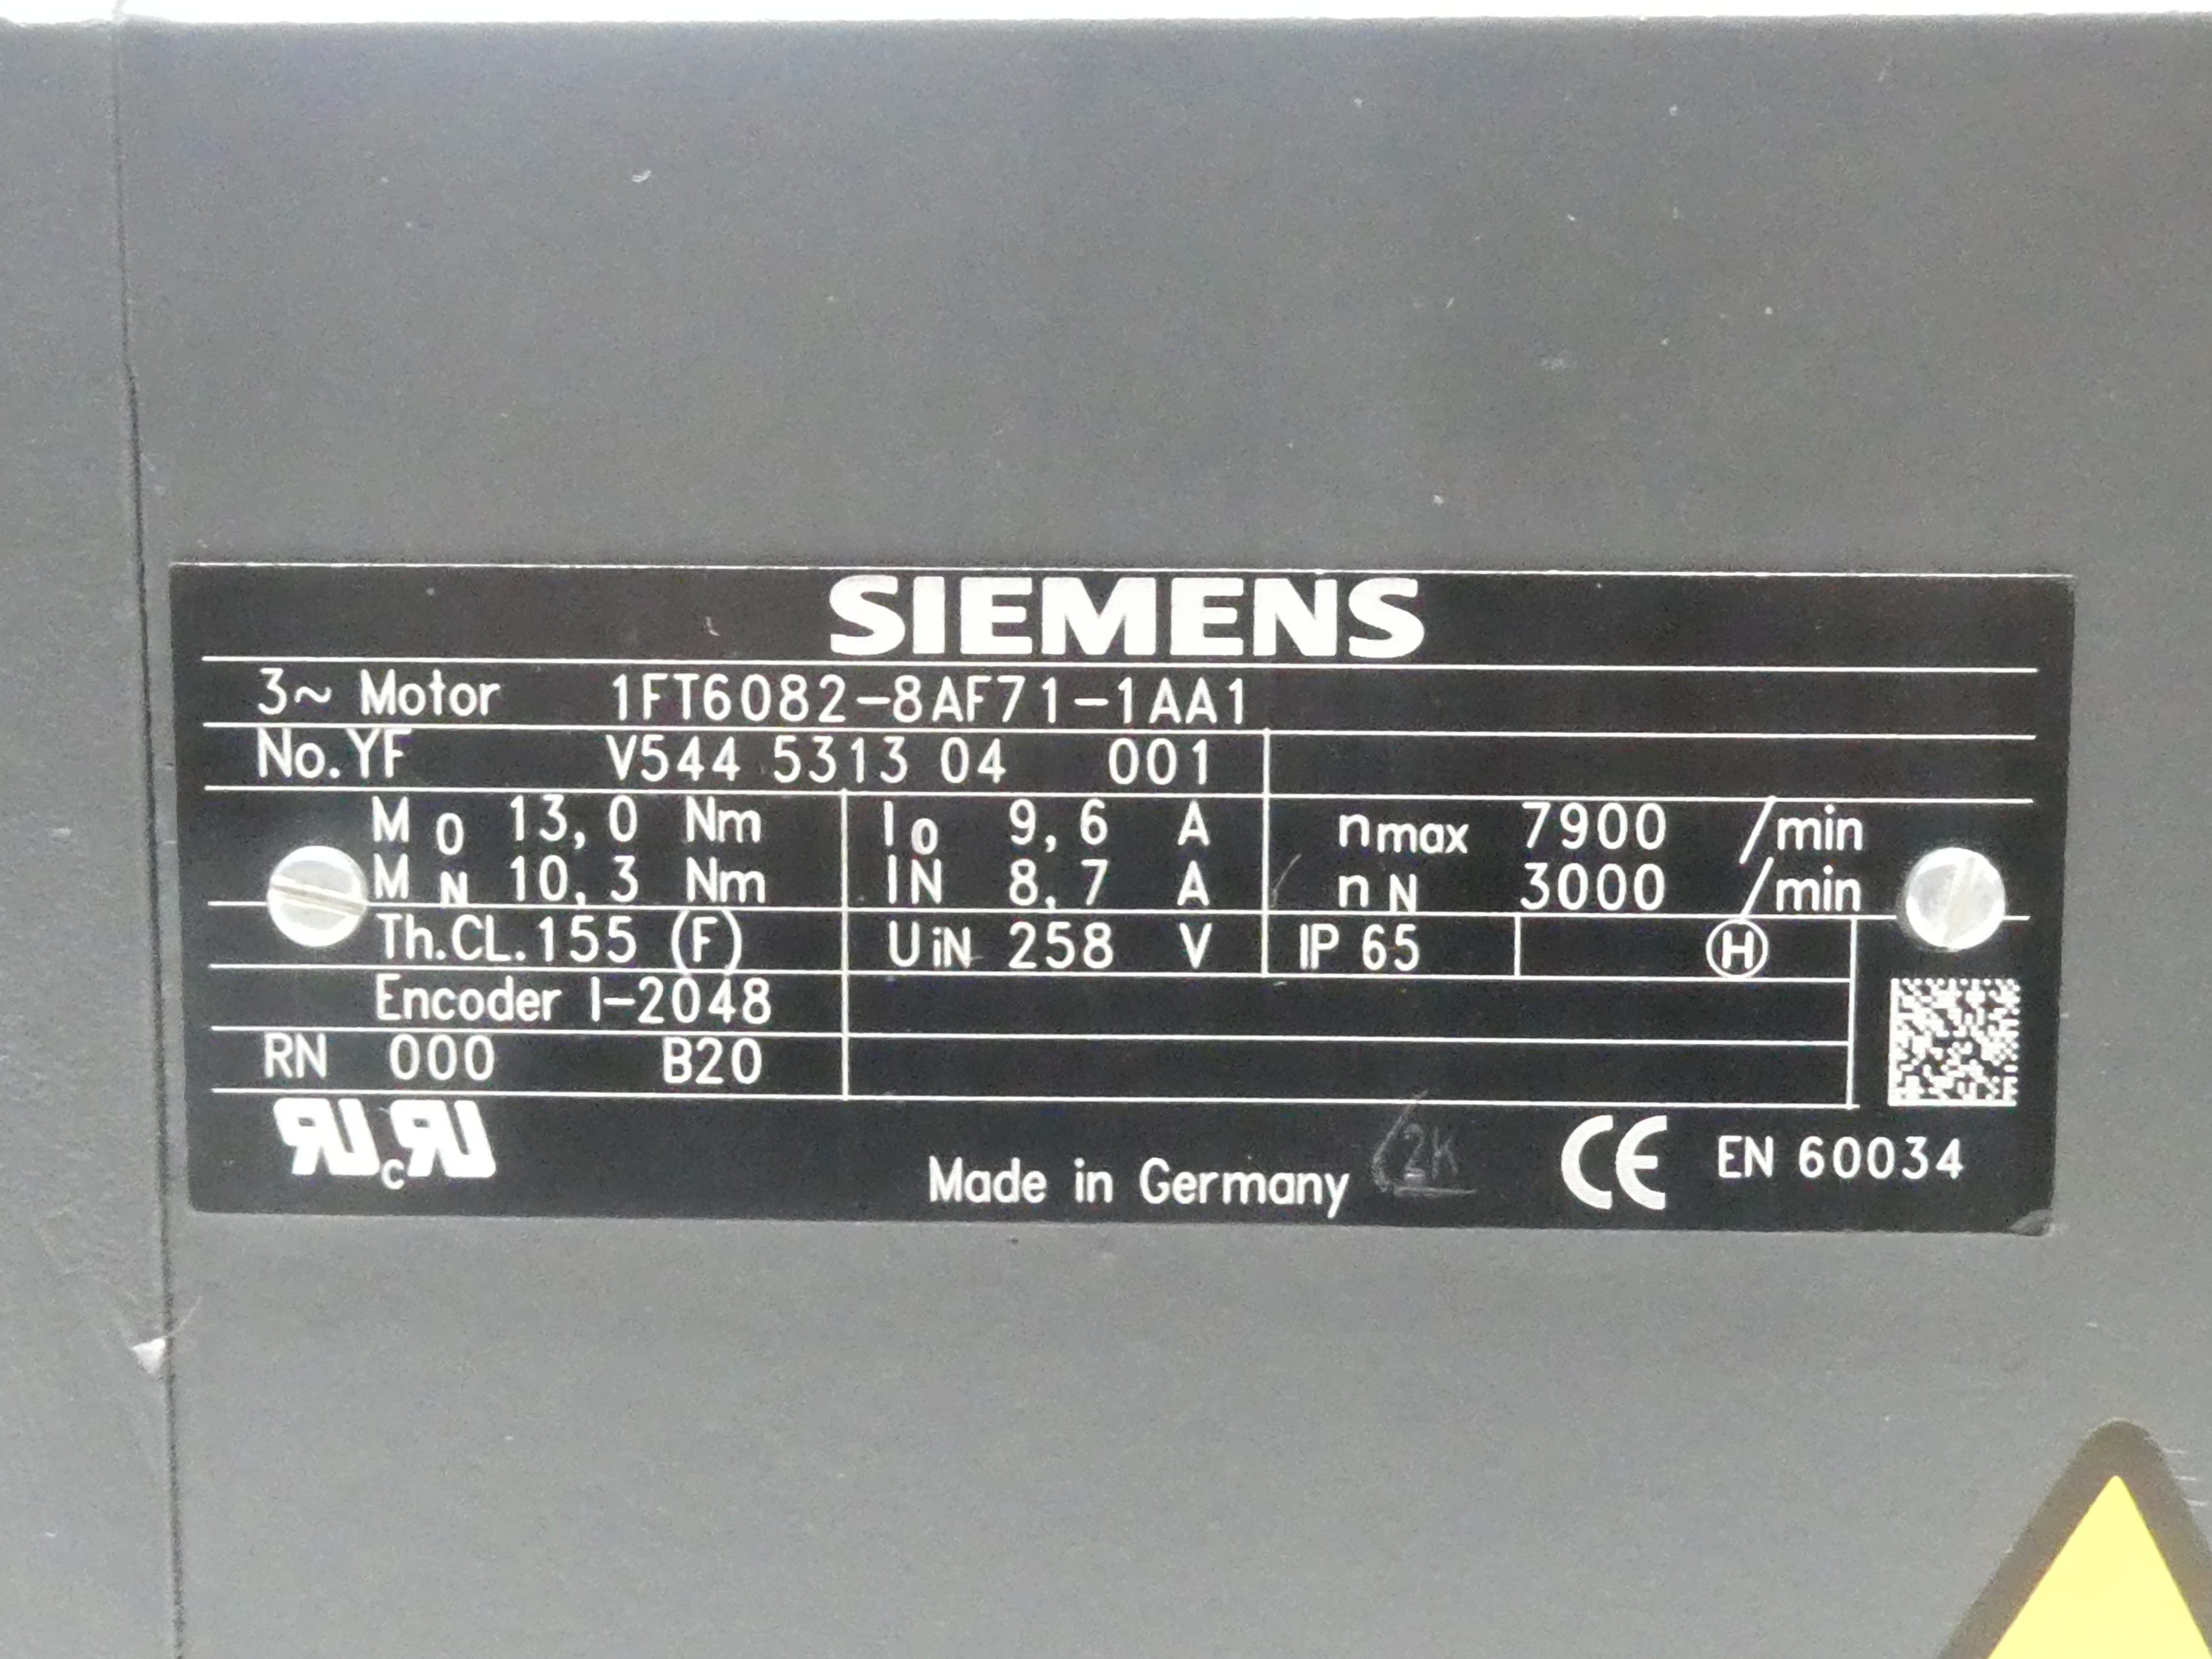 SIEMENS
3~ Motor 1FT6082-8AF71-1AA1
No.YF V544 5313 04 001
M0 13,0 Nm I0 9,6 A nmax 7900 /min
MN 10,3 Nm IN 8,7 A nN 3000 /min
Th.CL.155 (F) UiN 258 V IP 65 H
Encoder I-2048
RN 000 B20
RU cRU
Made in Germany CE EN 60034